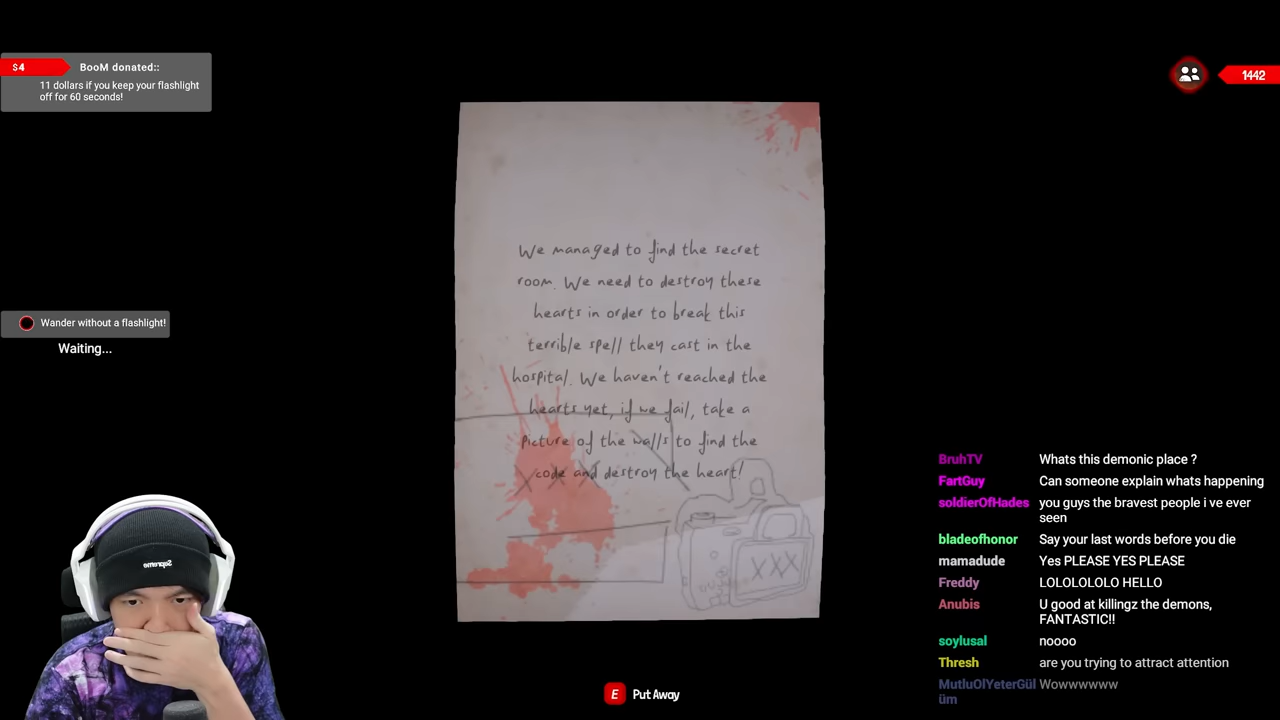 $4
BooM donated::
11 dollars if you keep your flashlight
off for 60 seconds!
1442
We managed to find the secret
room. We need to destroy these
hearts in order to break this
terrible spell they cast in the
hospital. We haven't reached the
hearts yet, if we fail, take a
picture of the walls to find the
code and destroy the heart!
X X X
XXX
Wander without a flashlight!
Waiting...
Supreme
BruhTV Whats this demonic place ?
FartGuy Can someone explain whats happening
soldierOfHades you guys the bravest people i ve ever
seen
bladeofhonor Say your last words before you die
mamadude Yes PLEASE YES PLEASE
Freddy LOLOLOLOLO HELLO
Anubis U good at killingz the demons,
FANTASTIC!!
soylusal noooo
Thresh are you trying to attract attention
MutluOlYeterGül Wowwwwww
üm
E Put Away